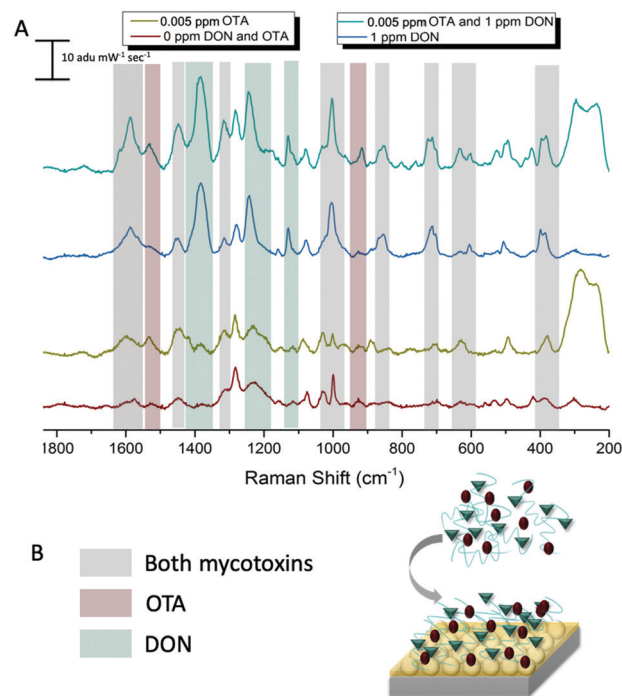 A
0.005 ppm OTA
0 ppm DON and OTA
0.005 ppm OTA and 1 ppm DON
1 ppm DON
10 adu mW⁻¹ sec⁻¹
1800 1600 1400 1200 1000 800 600 400 200
Raman Shift (cm⁻¹)
B
Both mycotoxins
OTA
DON